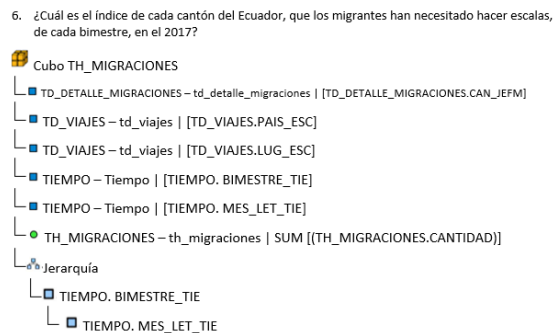 6. ¿Cuál es el índice de cada cantón del Ecuador, que los migrantes han necesitado hacer escalas,
de cada bimestre, en el 2017?
Cubo TH_MIGRACIONES
TD_DETALLE_MIGRACIONES – td_detalle_migraciones | [TD_DETALLE_MIGRACIONES.CAN_JEFM]
TD_VIAJES – td_viajes | [TD_VIAJES.PAIS_ESC]
TD_VIAJES – td_viajes | [TD_VIAJES.LUG_ESC]
TIEMPO – Tiempo | [TIEMPO. BIMESTRE_TIE]
TIEMPO – Tiempo | [TIEMPO. MES_LET_TIE]
TH_MIGRACIONES – th_migraciones | SUM [(TH_MIGRACIONES.CANTIDAD)]
Jerarquía
TIEMPO. BIMESTRE_TIE
TIEMPO. MES_LET_TIE